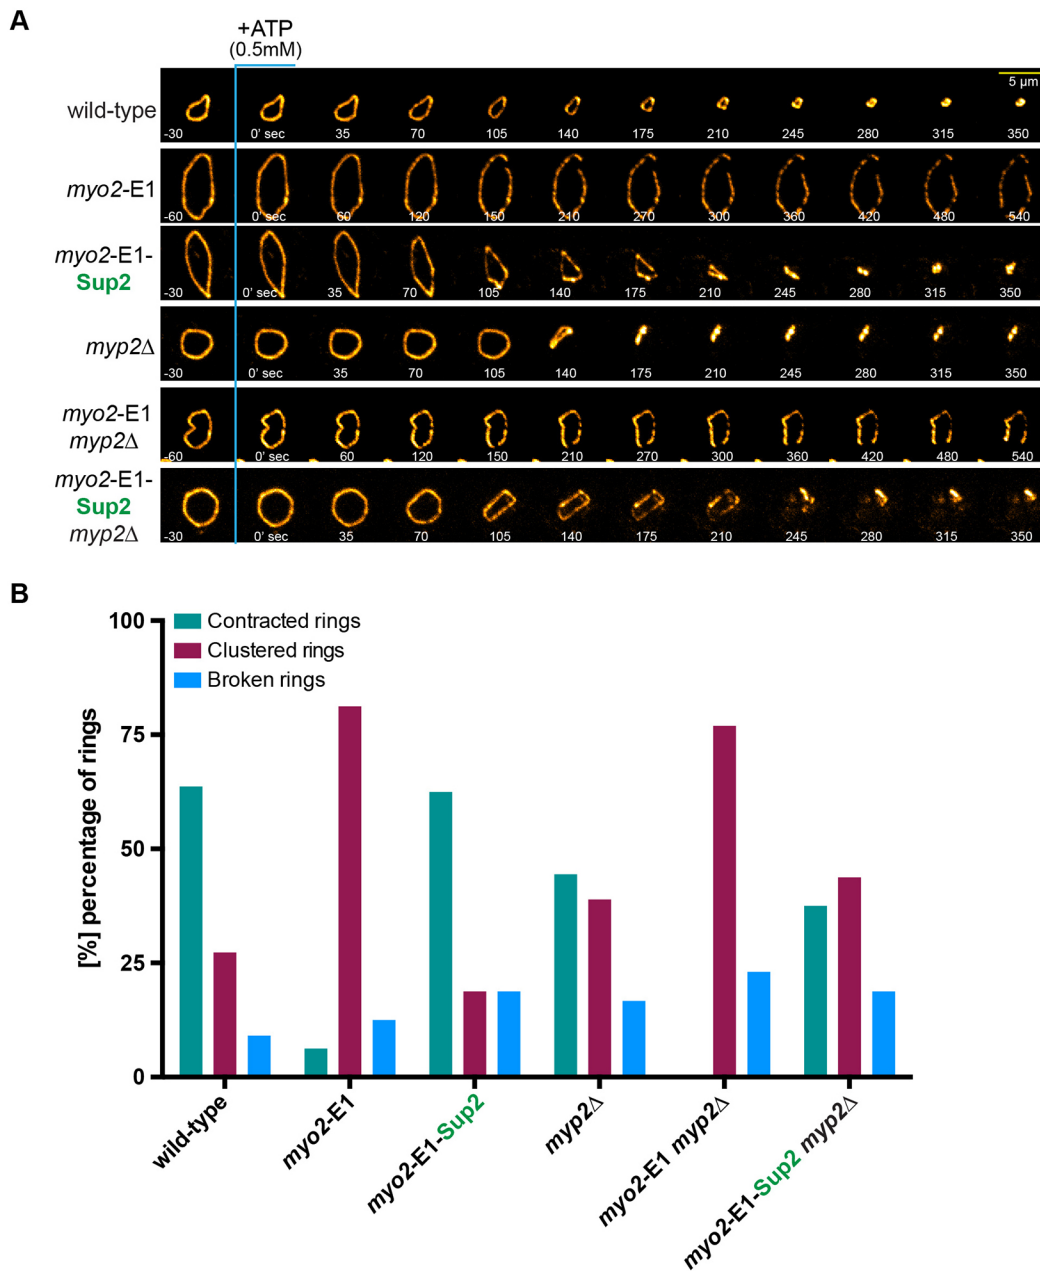 A
+ATP
(0.5mM)
wild-type
5 μm
-30 0' sec 35 70 105 140 175 210 245 280 315 350
myo2-E1
-60 0' sec 60 120 150 210 270 300 360 420 480 540
myo2-E1-
Sup2
-30 0' sec 35 70 105 140 175 210 245 280 315 350
myp2Δ
-30 0' sec 35 70 105 140 175 210 245 280 315 350
myo2-E1
myp2Δ
-60 0' sec 60 120 150 210 270 300 360 420 480 540
myo2-E1-
Sup2
myp2Δ
-30 0' sec 35 70 105 140 175 210 245 280 315 350
B
Contracted rings
Clustered rings
Broken rings
[%] percentage of rings
100
75
50
25
0
wild-type
myo2-E1
myo2-E1-Sup2
myp2Δ
myo2-E1 myp2Δ
myo2-E1-Sup2 myp2Δ